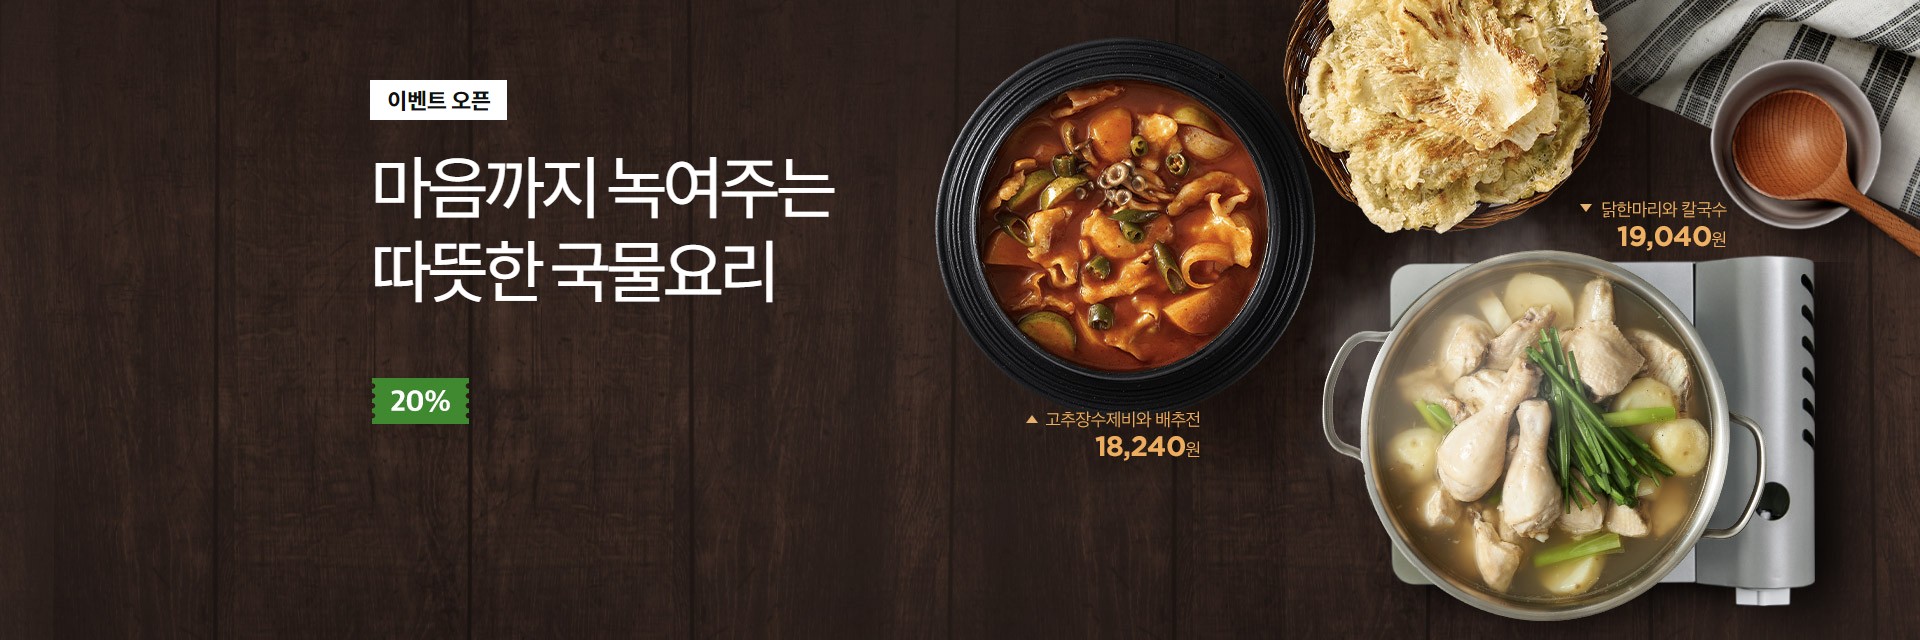 이벤트 오픈
마음까지 녹여주는
따뜻한 국물요리
20%
▲ 고추장수제비와 배추전
18,240원
▼ 닭한마리와 칼국수
19,040원